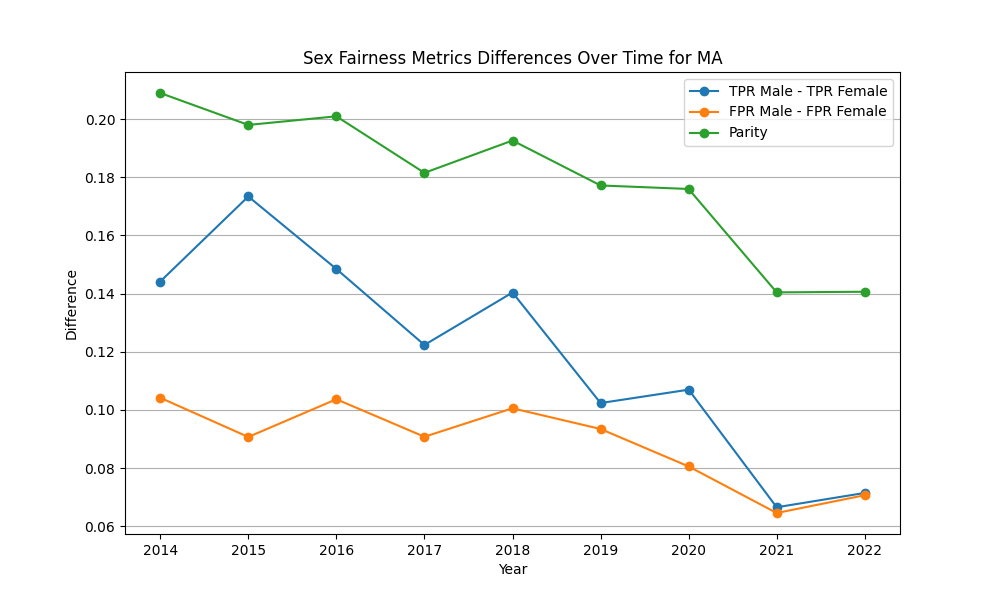 Sex Fairness Metrics Differences Over Time for MA
TPR Male - TPR Female
FPR Male - FPR Female
Parity
0.20
0.18
0.16
0.14
0.12
0.10
0.08
0.06
Difference
2014 2015 2016 2017 2018 2019 2020 2021 2022
Year